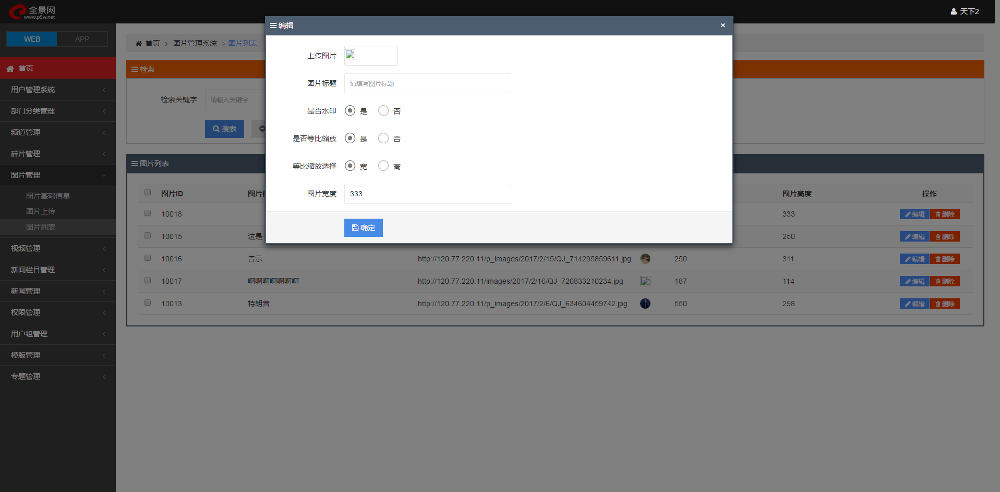 全景网
www.p5w.net
天下2
WEB
APP
首页
用户管理系统
部门分类管理
频道管理
碎片管理
图片管理
图片基础信息
图片上传
图片列表
视频管理
新闻栏目管理
新闻管理
权限管理
用户组管理
模版管理
专题管理
首页 > 图片管理系统 > 图片列表
检索
检索关键字 请输入关键字
搜索
编辑 ×
上传图片
图片标题 请填写图片标题
是否水印 是 否
是否等比缩放 是 否
等比缩放选择 宽 高
图片宽度 333
确定
图片列表
图片ID 图片 图片高度 操作
10018 333 编辑 删除
10015 这是 250 编辑 删除
10016 告示 http://120.77.220.11/p_images/2017/2/15/QJ_714295859611.jpg 250 311 编辑 删除
10017 啊啊啊啊啊啊啊 http://120.77.220.11/images/2017/2/16/QJ_720833210234.jpg 187 114 编辑 删除
10013 特朗普 http://120.77.220.11/p_images/2017/2/6/QJ_634604459742.jpg 550 298 编辑 删除